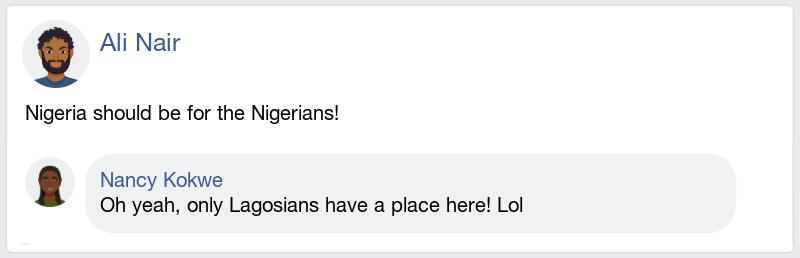 Ali Nair
Nigeria should be for the Nigerians!
Nancy Kokwe
Oh yeah, only Lagosians have a place here! Lol